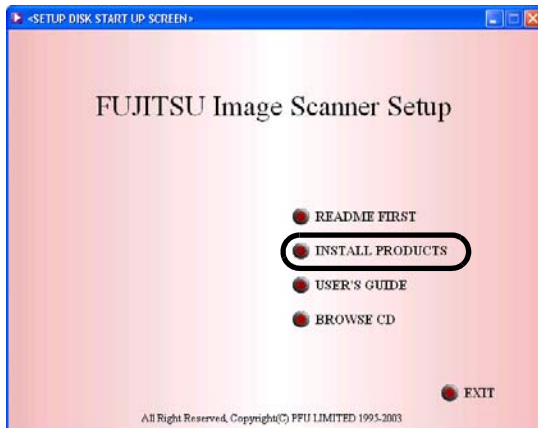 <SETUP DISK START UP SCREEN>
FUJITSU Image Scanner Setup
README FIRST
INSTALL PRODUCTS
USER'S GUIDE
BROWSE CD
EXIT
All Right Reserved, Copyright(C) PFU LIMITED 1995-2003